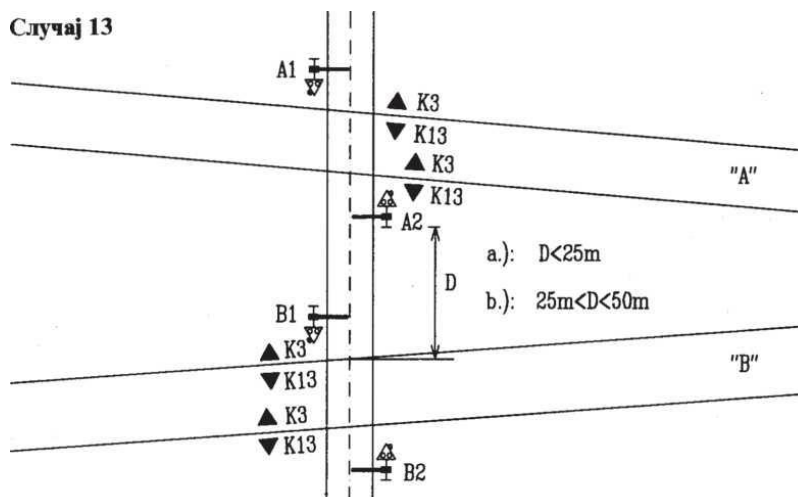 Случај 13
A1
K3
K13
K3
K13
"A"
A2
a.): D<25m
D
b.): 25m<D<50m
B1
K3
K13
"B"
K3
K13
B2